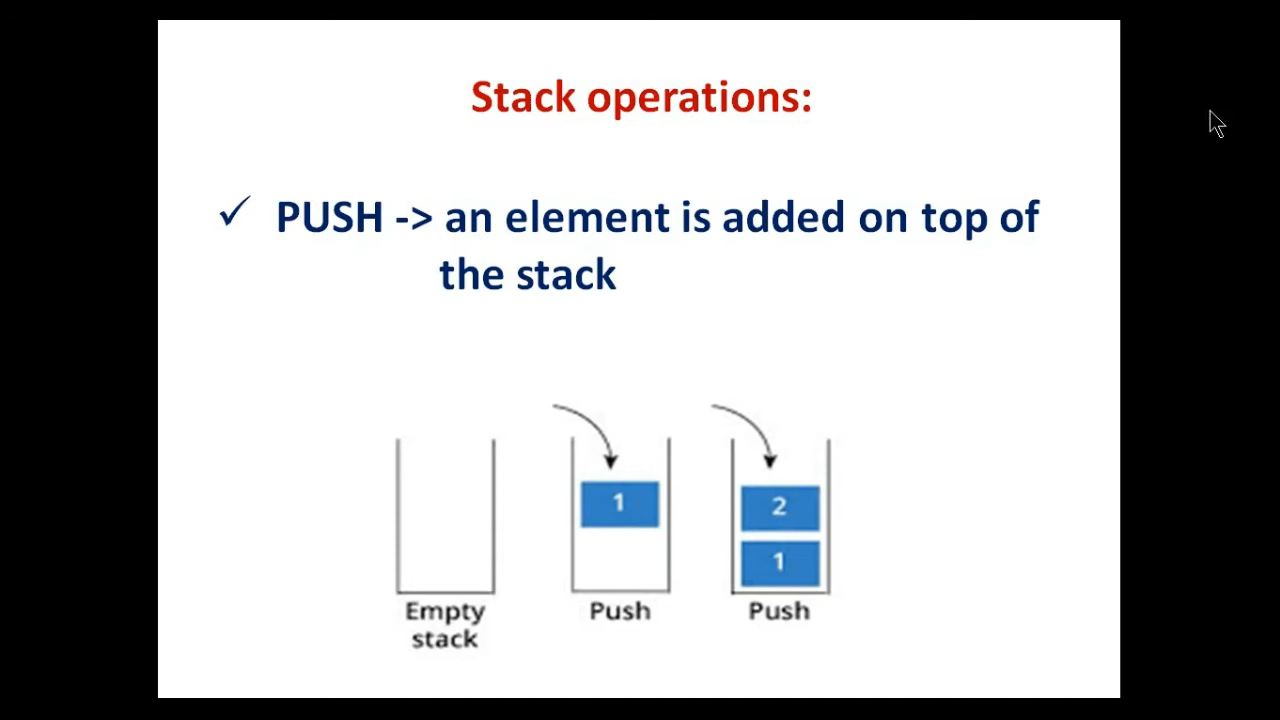 Stack operations:
✓ PUSH -> an element is added on top of
the stack
1
2
1
Empty
stack
Push
Push